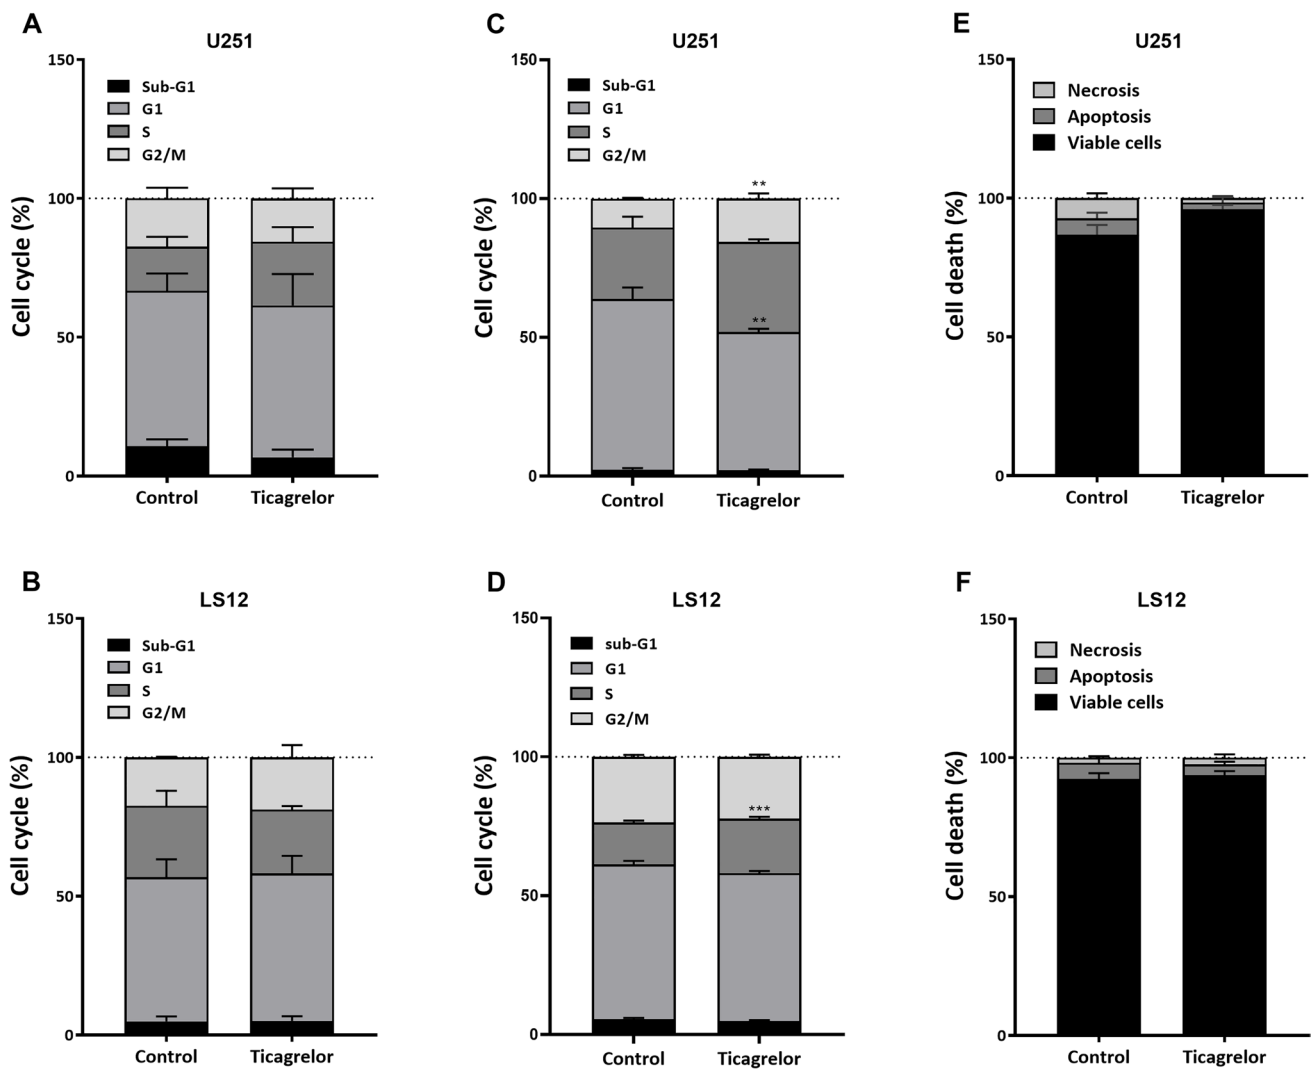 A
U251
150
100
50
0
Cell cycle (%)
Sub-G1
G1
S
G2/M
Control
Ticagrelor
C
U251
150
100
50
0
Cell cycle (%)
Sub-G1
G1
S
G2/M
**
**
Control
Ticagrelor
E
U251
150
100
50
0
Cell death (%)
Necrosis
Apoptosis
Viable cells
Control
Ticagrelor
B
LS12
150
100
50
0
Cell cycle (%)
Sub-G1
G1
S
G2/M
Control
Ticagrelor
D
LS12
150
100
50
0
Cell cycle (%)
sub-G1
G1
S
G2/M
***
Control
Ticagrelor
F
LS12
150
100
50
0
Cell death (%)
Necrosis
Apoptosis
Viable cells
Control
Ticagrelor